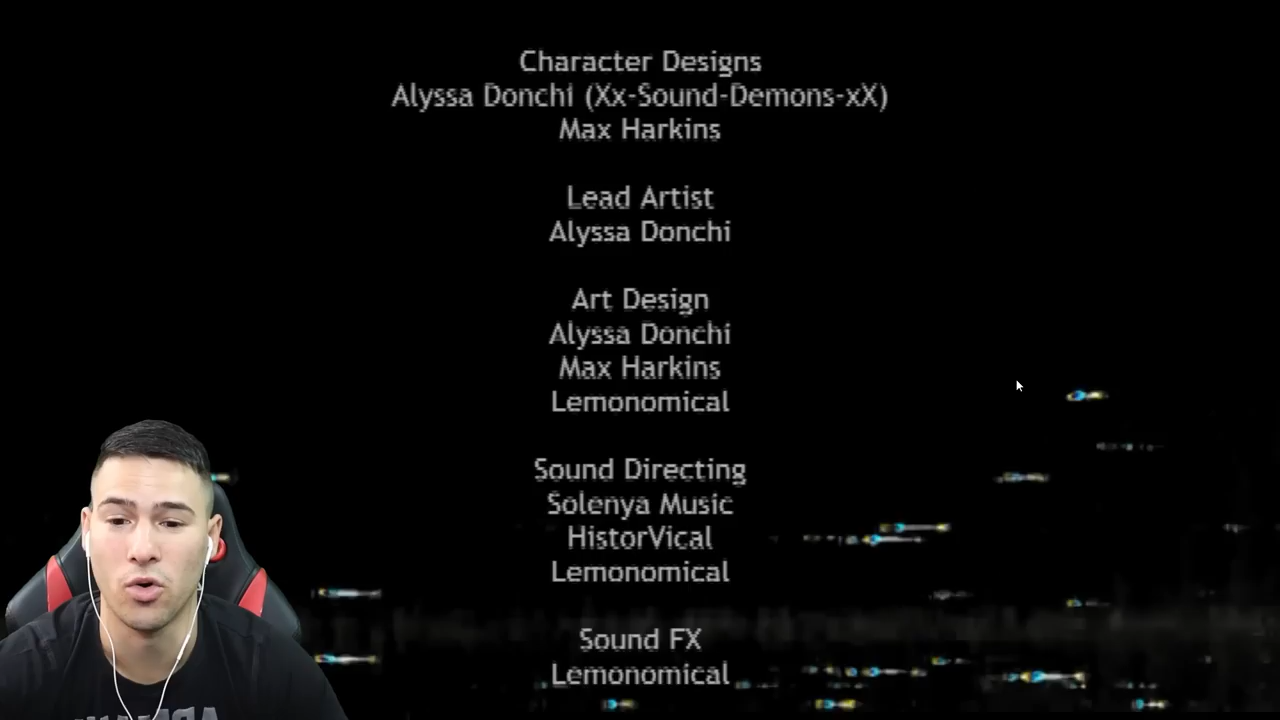 Character Designs
Alyssa Donchi (Xx-Sound-Demons-xX)
Max Harkins
Lead Artist
Alyssa Donchi
Art Design
Alyssa Donchi
Max Harkins
Lemonomical
Sound Directing
Solenya Music
HistorVical
Lemonomical
Sound FX
Lemonomical